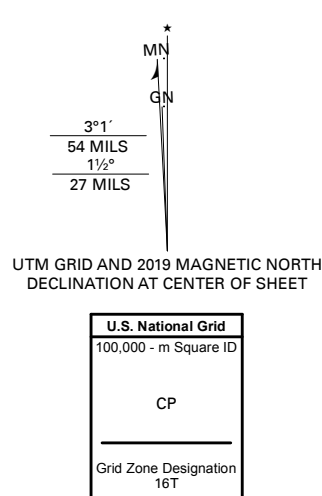 ★
MN
GN
3°1´
54 MILS
1½°
27 MILS
UTM GRID AND 2019 MAGNETIC NORTH
DECLINATION AT CENTER OF SHEET
U.S. National Grid
100,000 - m Square ID
CP
Grid Zone Designation
16T